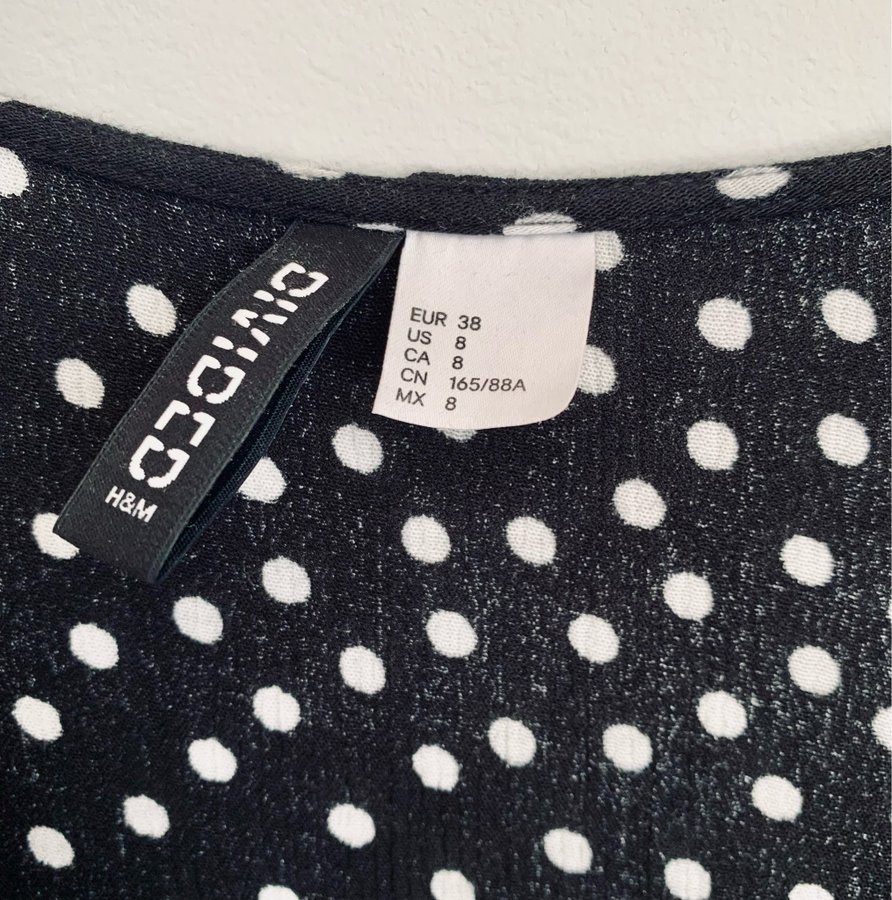 DIVIDED
H&M
EUR 38
US 8
CA 8
CN 165/88A
MX 8